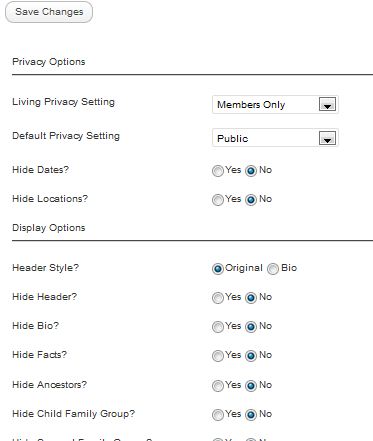 Save Changes
Privacy Options
Living Privacy Setting Members Only
Default Privacy Setting Public
Hide Dates? Yes No
Hide Locations? Yes No
Display Options
Header Style? Original Bio
Hide Header? Yes No
Hide Bio? Yes No
Hide Facts? Yes No
Hide Ancestors? Yes No
Hide Child Family Group? Yes No